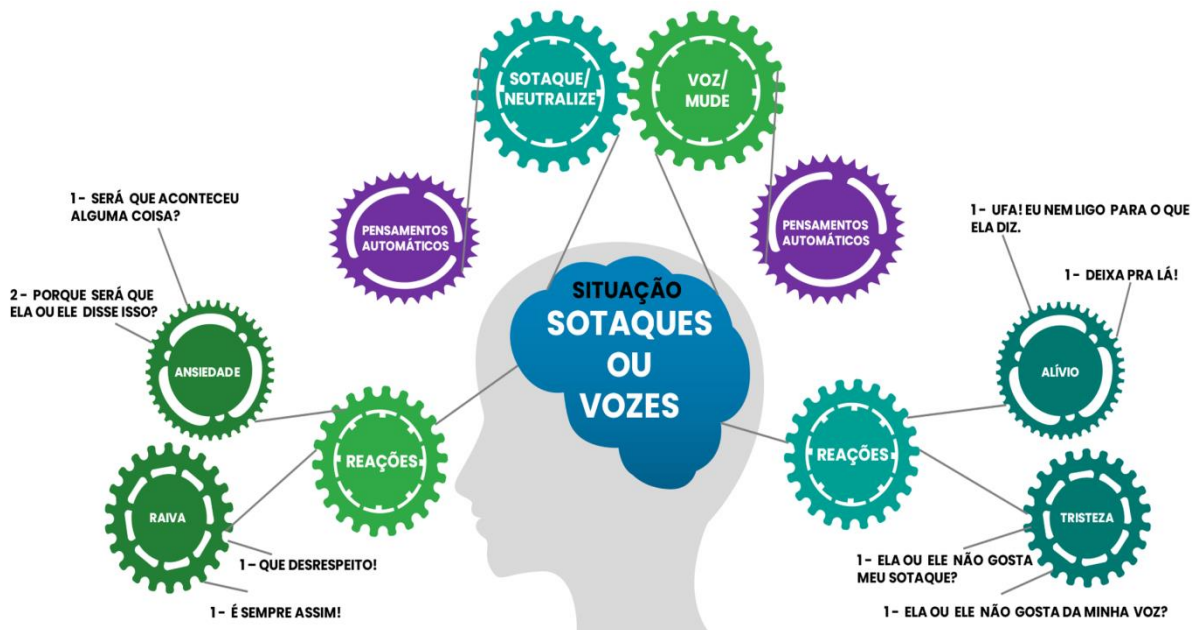 SOTAQUE/
NEUTRALIZE
VOZ/
MUDE
1 - SERÁ QUE ACONTECEU
ALGUMA COISA?
PENSAMENTOS
AUTOMÁTICOS
PENSAMENTOS
AUTOMÁTICOS
1 - UFA! EU NEM LIGO PARA O QUE
ELA DIZ.
2 - PORQUE SERÁ QUE
ELA OU ELE DISSE ISSO?
1 - DEIXA PRA LÁ!
SITUAÇÃO
SOTAQUES
OU
VOZES
ANSIEDADE
ALÍVIO
REAÇÕES
REAÇÕES
RAIVA
TRISTEZA
1 – QUE DESRESPEITO!
1 - É SEMPRE ASSIM!
1 - ELA OU ELE NÃO GOSTA
MEU SOTAQUE?
1 - ELA OU ELE NÃO GOSTA DA MINHA VOZ?